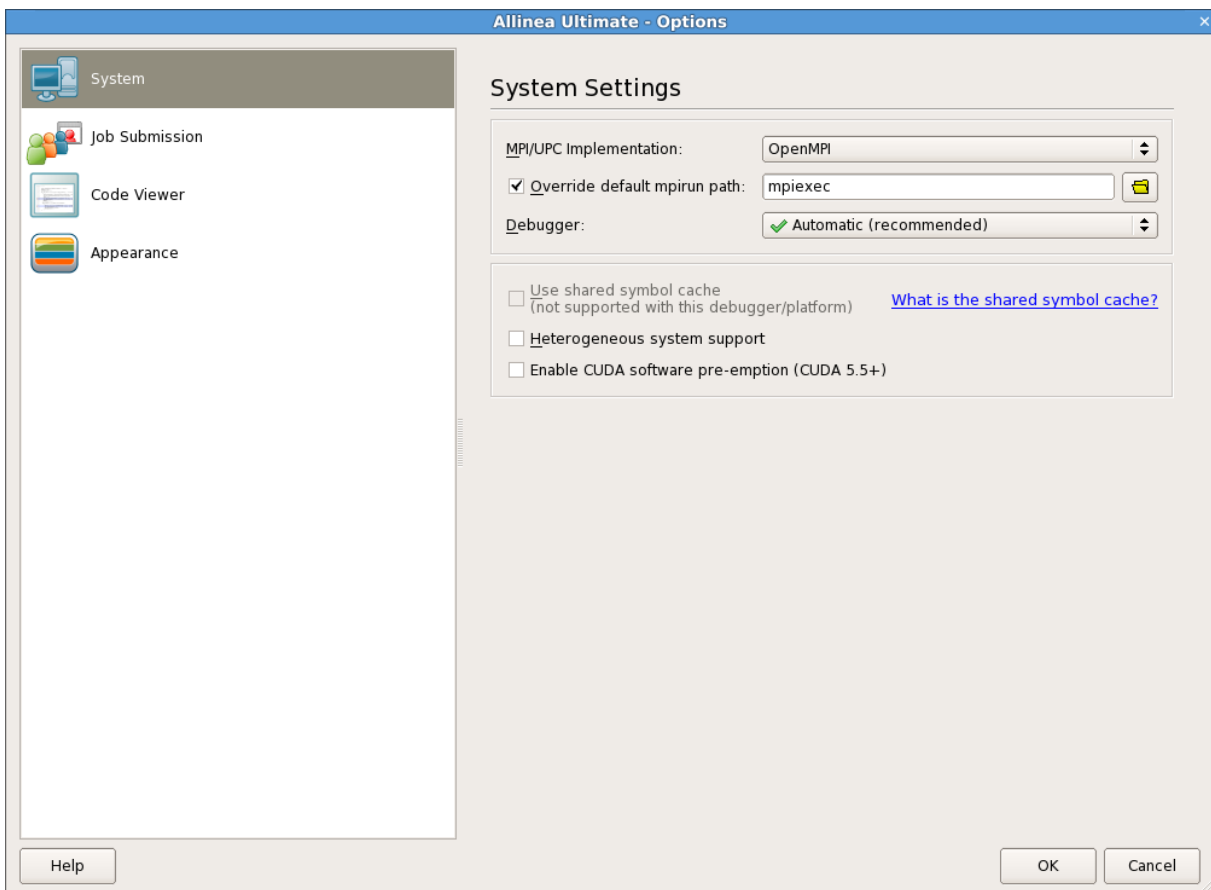 Allinea Ultimate - Options
System
Job Submission
Code Viewer
Appearance
System Settings
MPI/UPC Implementation: OpenMPI
Override default mpirun path: mpiexec
Debugger: Automatic (recommended)
Use shared symbol cache
(not supported with this debugger/platform) What is the shared symbol cache?
Heterogeneous system support
Enable CUDA software pre-emption (CUDA 5.5+)
Help OK Cancel